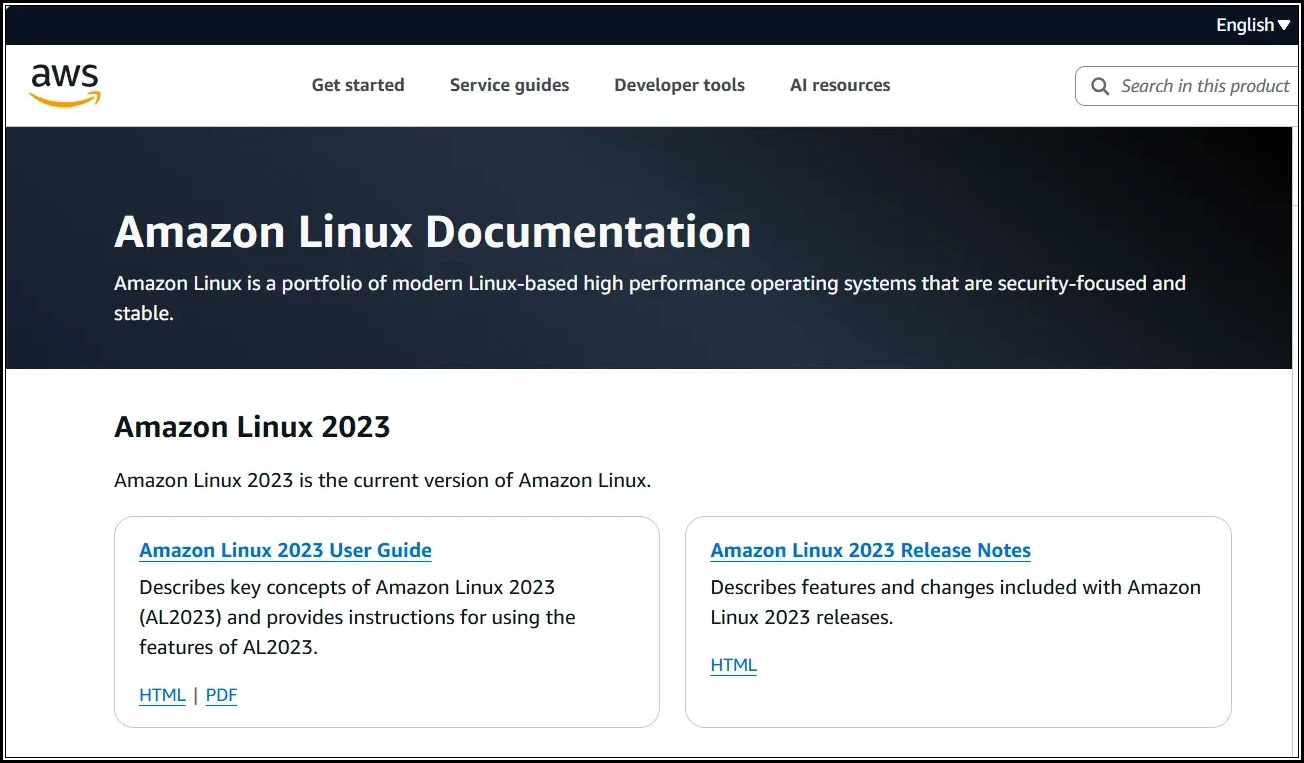 English
aws
Get started Service guides Developer tools AI resources
Search in this product
Amazon Linux Documentation
Amazon Linux is a portfolio of modern Linux-based high performance operating systems that are security-focused and
stable.
Amazon Linux 2023
Amazon Linux 2023 is the current version of Amazon Linux.
Amazon Linux 2023 User Guide
Describes key concepts of Amazon Linux 2023
(AL2023) and provides instructions for using the
features of AL2023.
HTML | PDF
Amazon Linux 2023 Release Notes
Describes features and changes included with Amazon
Linux 2023 releases.
HTML